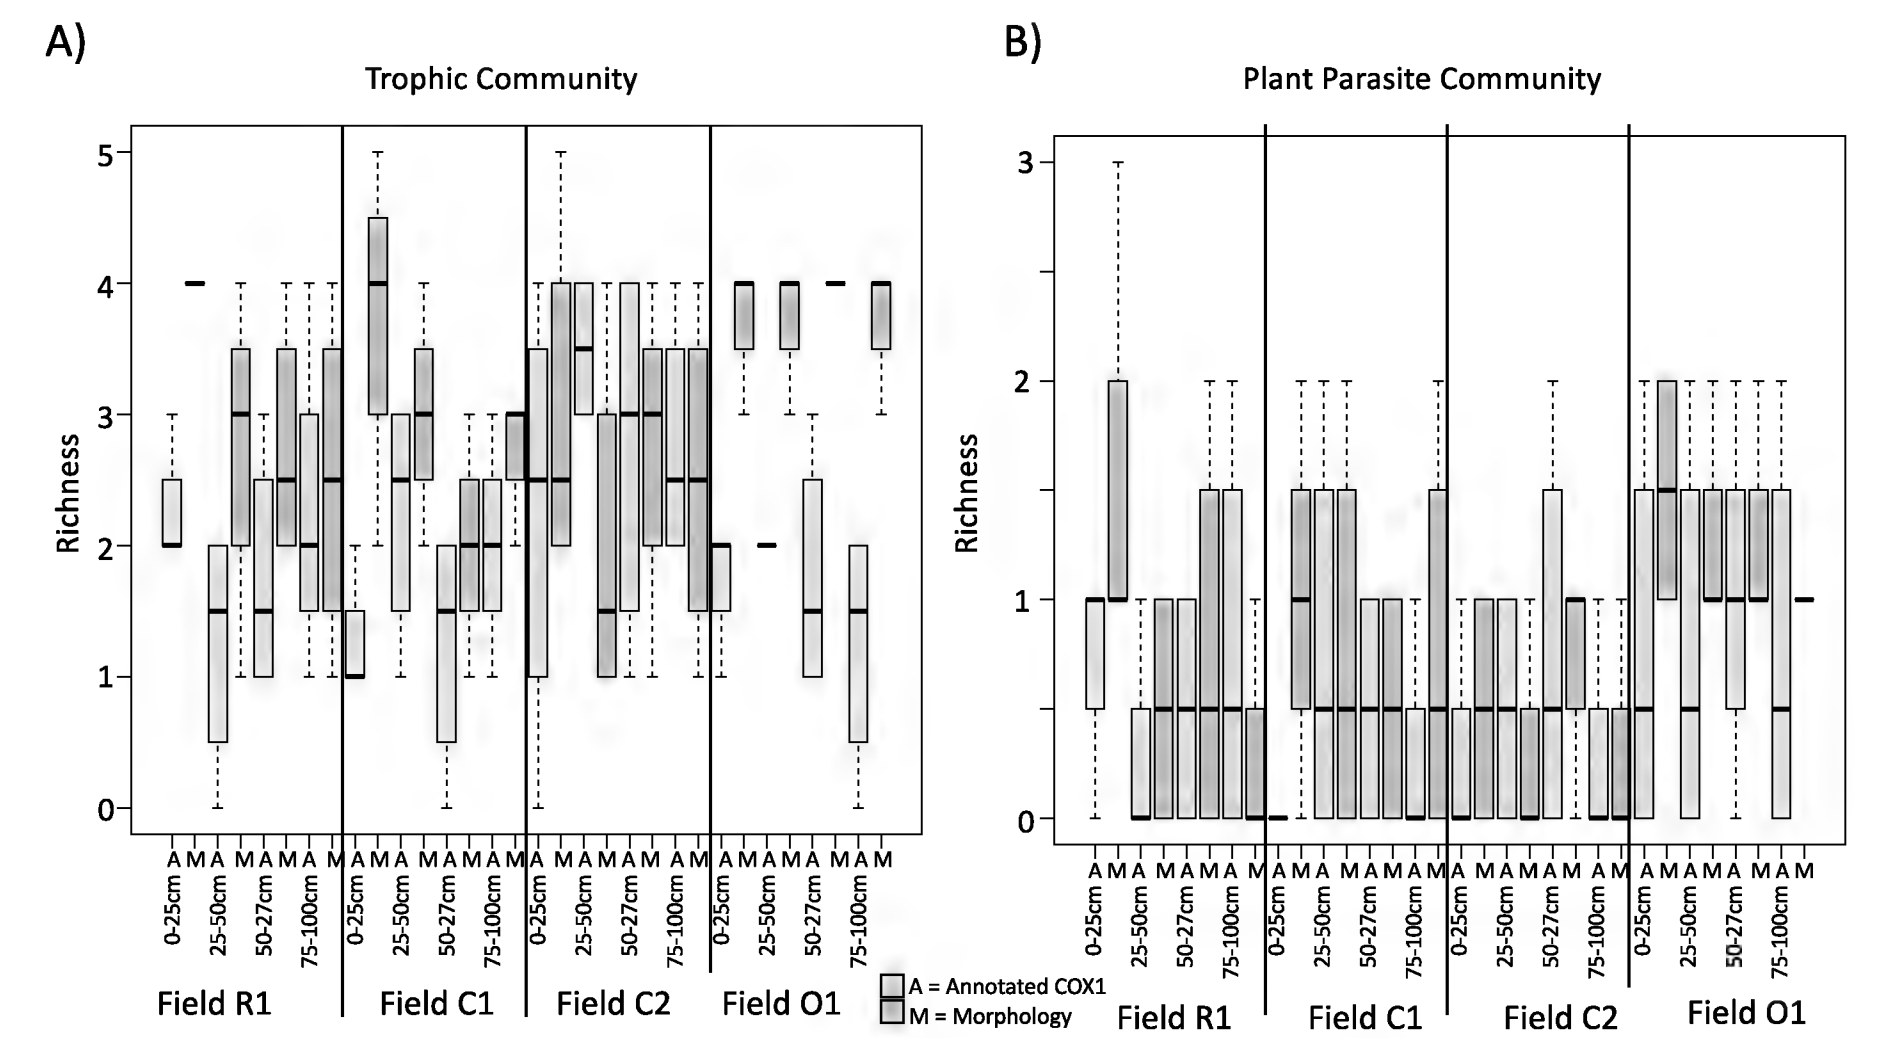 A)
Trophic Community
Richness
5
4
3
2
1
0
A M A M A M A M A M A M A M A M A M A M A M A M A M A M A M A M
0-25cm 25-50cm 50-27cm 75-100cm 0-25cm 25-50cm 50-27cm 75-100cm 0-25cm 25-50cm 50-27cm 75-100cm 0-25cm 25-50cm 50-27cm 75-100cm
Field R1 Field C1 Field C2 Field O1
A = Annotated COX1
M = Morphology
B)
Plant Parasite Community
Richness
3
2
1
0
A M A M A M A M A M A M A M A M A M A M A M A M A M A M A M A M
0-25cm 25-50cm 50-27cm 75-100cm 0-25cm 25-50cm 50-27cm 75-100cm 0-25cm 25-50cm 50-27cm 75-100cm 0-25cm 25-50cm 50-27cm 75-100cm
Field R1 Field C1 Field C2 Field O1